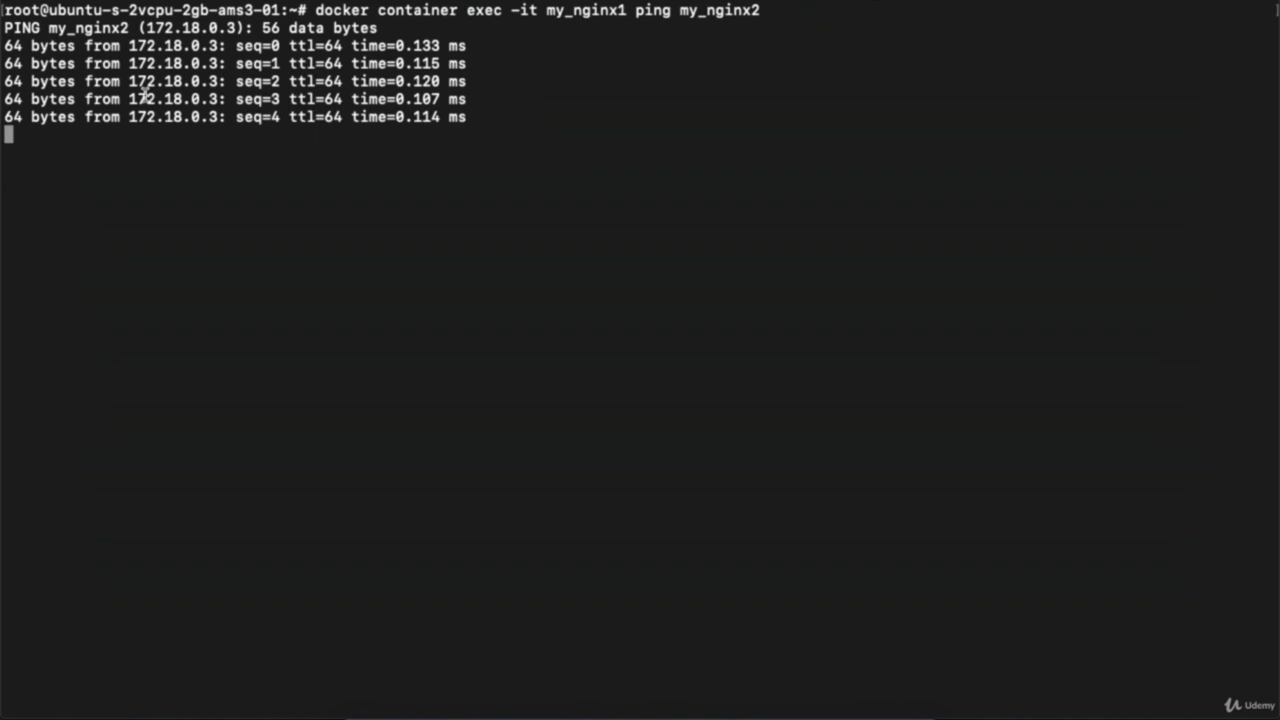 root@ubuntu-s-2vcpu-2gb-ams3-01:~# docker container exec -it my_nginx1 ping my_nginx2
PING my_nginx2 (172.18.0.3): 56 data bytes
64 bytes from 172.18.0.3: seq=0 ttl=64 time=0.133 ms
64 bytes from 172.18.0.3: seq=1 ttl=64 time=0.115 ms
64 bytes from 172.18.0.3: seq=2 ttl=64 time=0.120 ms
64 bytes from 172.18.0.3: seq=3 ttl=64 time=0.107 ms
64 bytes from 172.18.0.3: seq=4 ttl=64 time=0.114 ms
Udemy